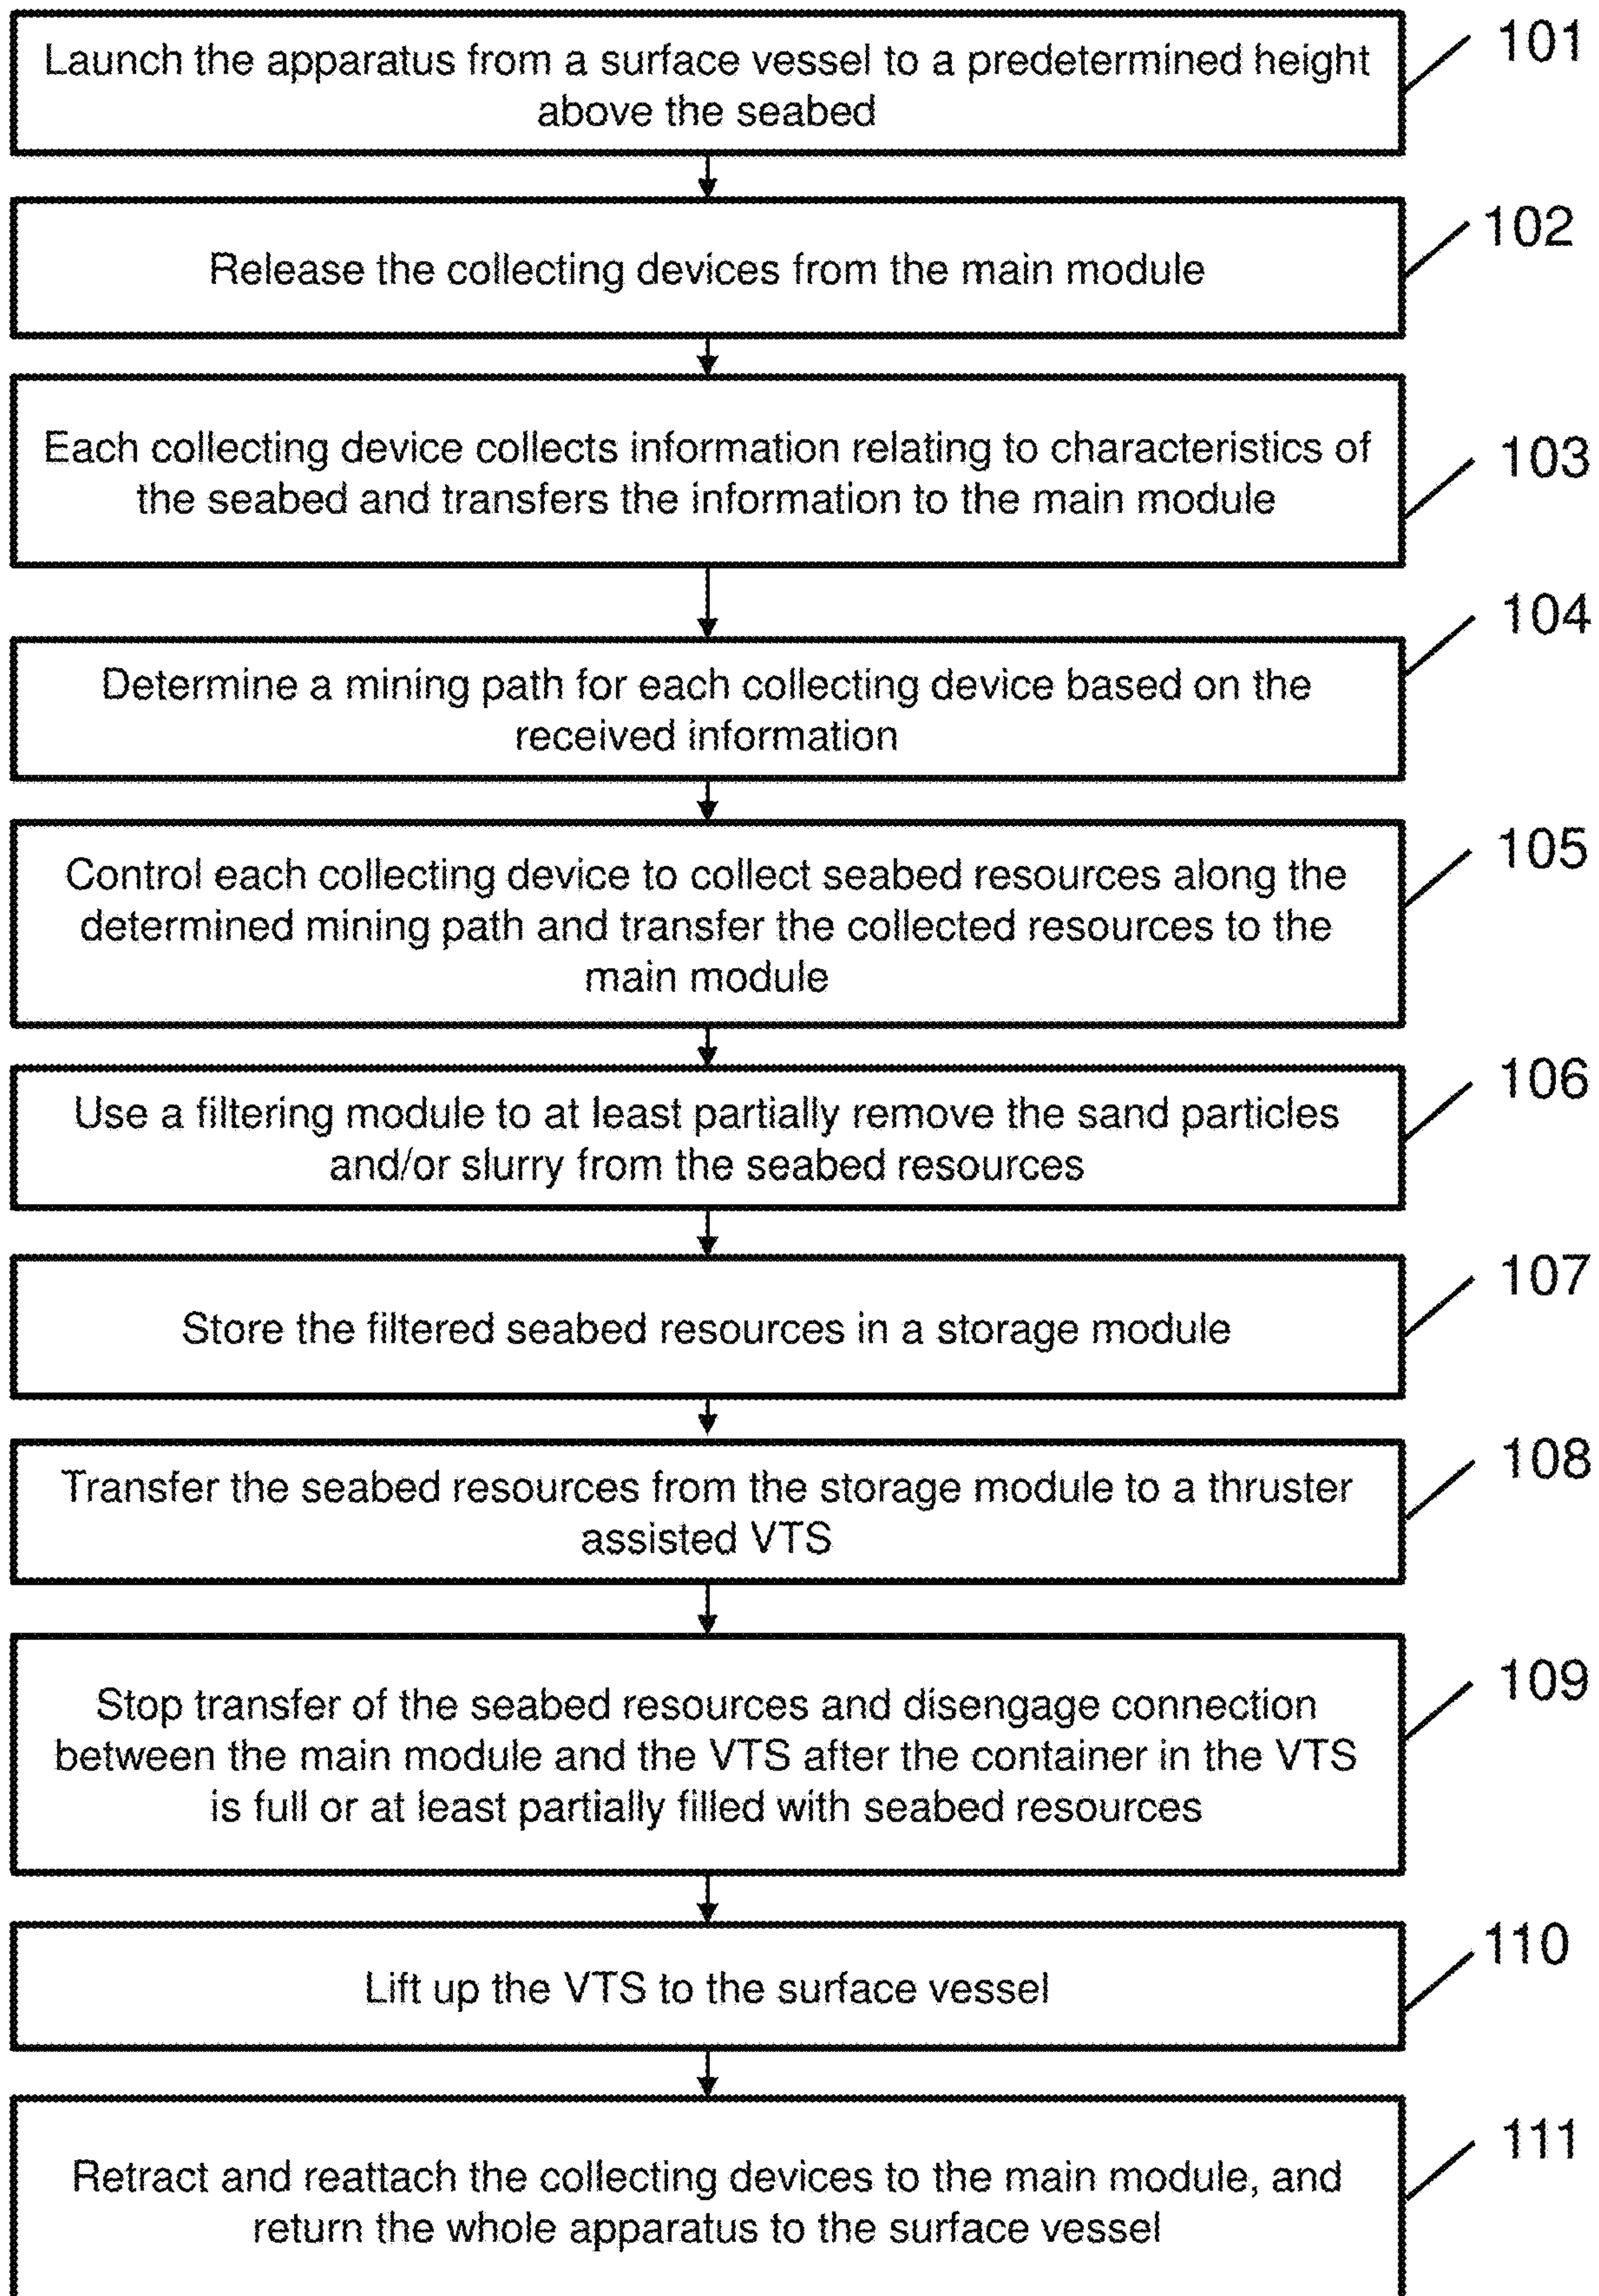 Launch the apparatus from a surface vessel to a predetermined height
above the seabed
101
Release the collecting devices from the main module
102
Each collecting device collects information relating to characteristics of
the seabed and transfers the information to the main module
103
Determine a mining path for each collecting device based on the
received information
104
Control each collecting device to collect seabed resources along the
determined mining path and transfer the collected resources to the
main module
105
Use a filtering module to at least partially remove the sand particles
and/or slurry from the seabed resources
106
Store the filtered seabed resources in a storage module
107
Transfer the seabed resources from the storage module to a thruster
assisted VTS
108
Stop transfer of the seabed resources and disengage connection
between the main module and the VTS after the container in the VTS
is full or at least partially filled with seabed resources
109
Lift up the VTS to the surface vessel
110
Retract and reattach the collecting devices to the main module, and
return the whole apparatus to the surface vessel
111